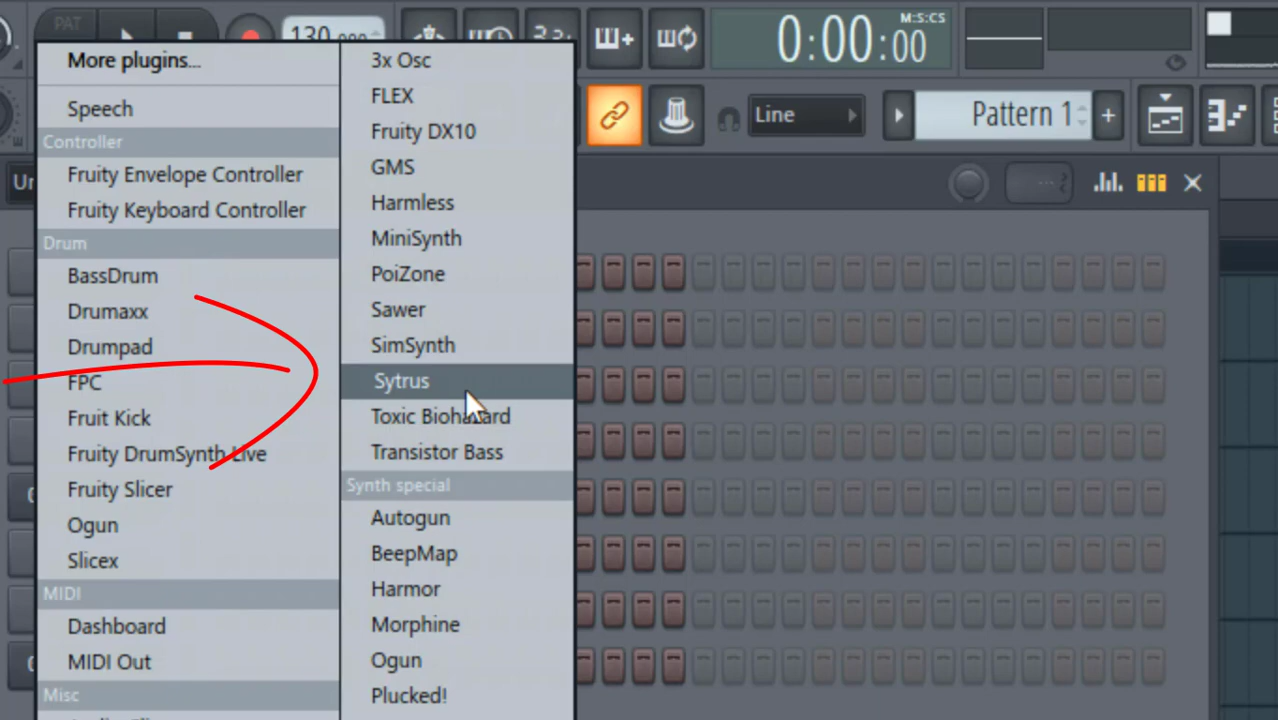 PAT
130.000
3 2 1
M:S:CS
0:00:00
Line
Pattern 1
More plugins...
Speech
Controller
Fruity Envelope Controller
Fruity Keyboard Controller
Drum
BassDrum
Drumaxx
Drumpad
FPC
Fruit Kick
Fruity DrumSynth Live
Fruity Slicer
Ogun
Slicex
MIDI
Dashboard
MIDI Out
Misc
3x Osc
FLEX
Fruity DX10
GMS
Harmless
MiniSynth
PoiZone
Sawer
SimSynth
Sytrus
Toxic Biohazard
Transistor Bass
Synth special
Autogun
BeepMap
Harmor
Morphine
Ogun
Plucked!